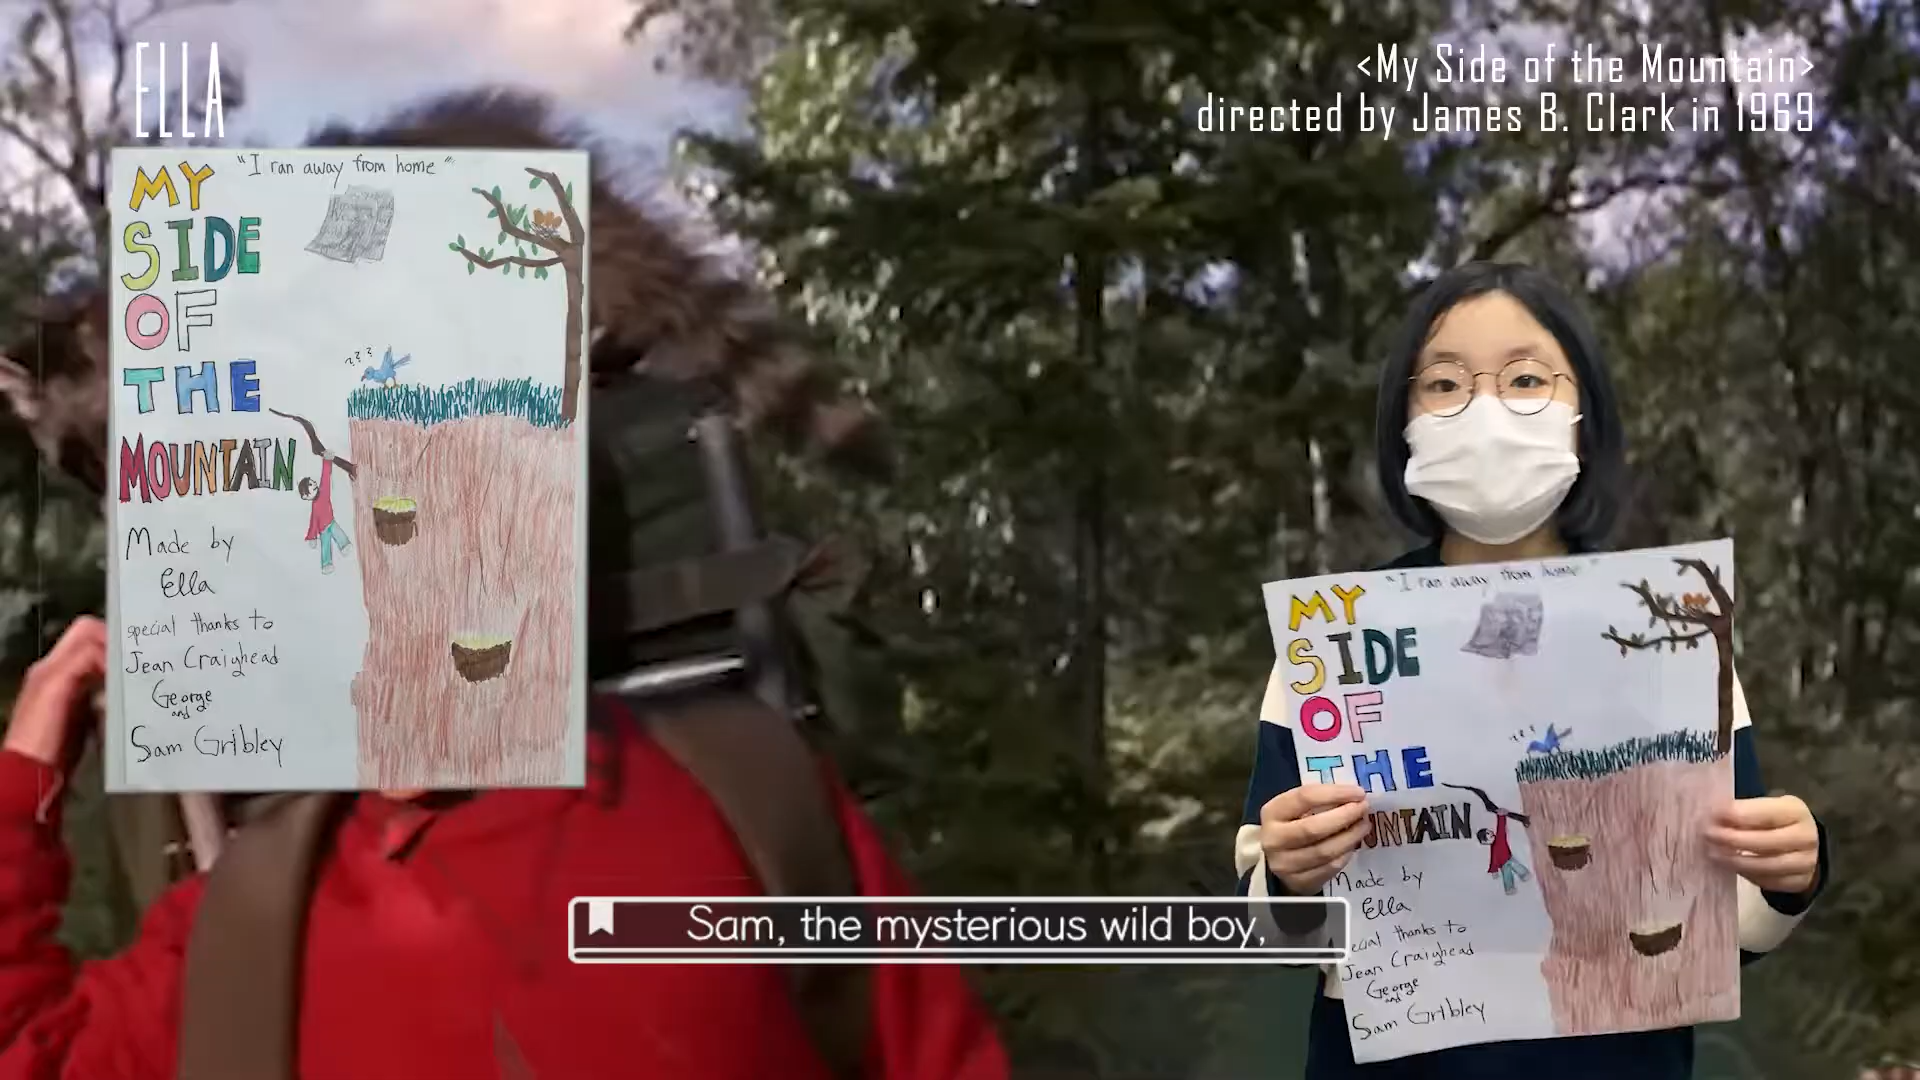 ELLA
<My Side of the Mountain>
directed by James B. Clark in 1969
"I ran away from home"
MY
SIDE
OF
THE
MOUNTAIN
Made by
Ella
special thanks to
Jean Craighead
George
and
Sam Gribley
"I ran away from home"
MY
SIDE
OF
THE
UNTAIN
Made by
Ella
ecial thanks to
Jean Craighead
George
and
Sam Gribley
Sam, the mysterious wild boy,